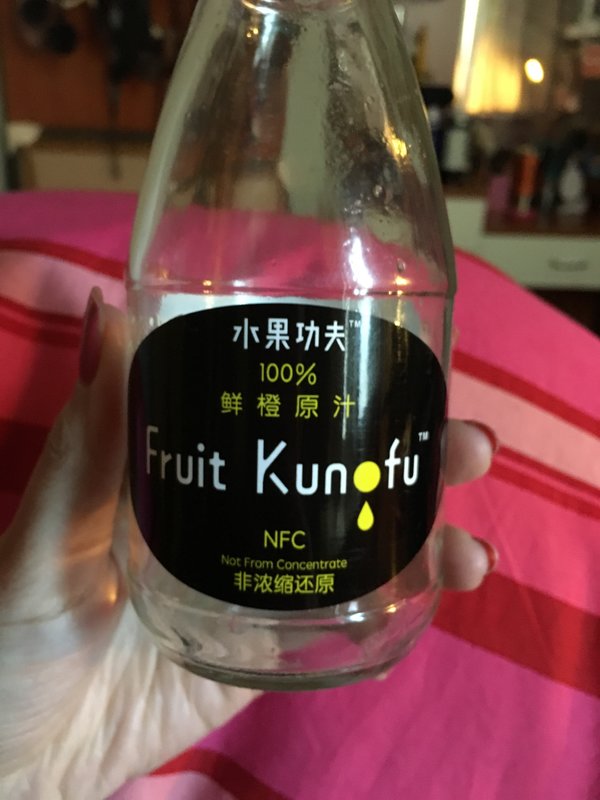 水果功夫™
100%
鲜橙原汁
Fruit Kungfu™
NFC
Not From Concentrate
非浓缩还原